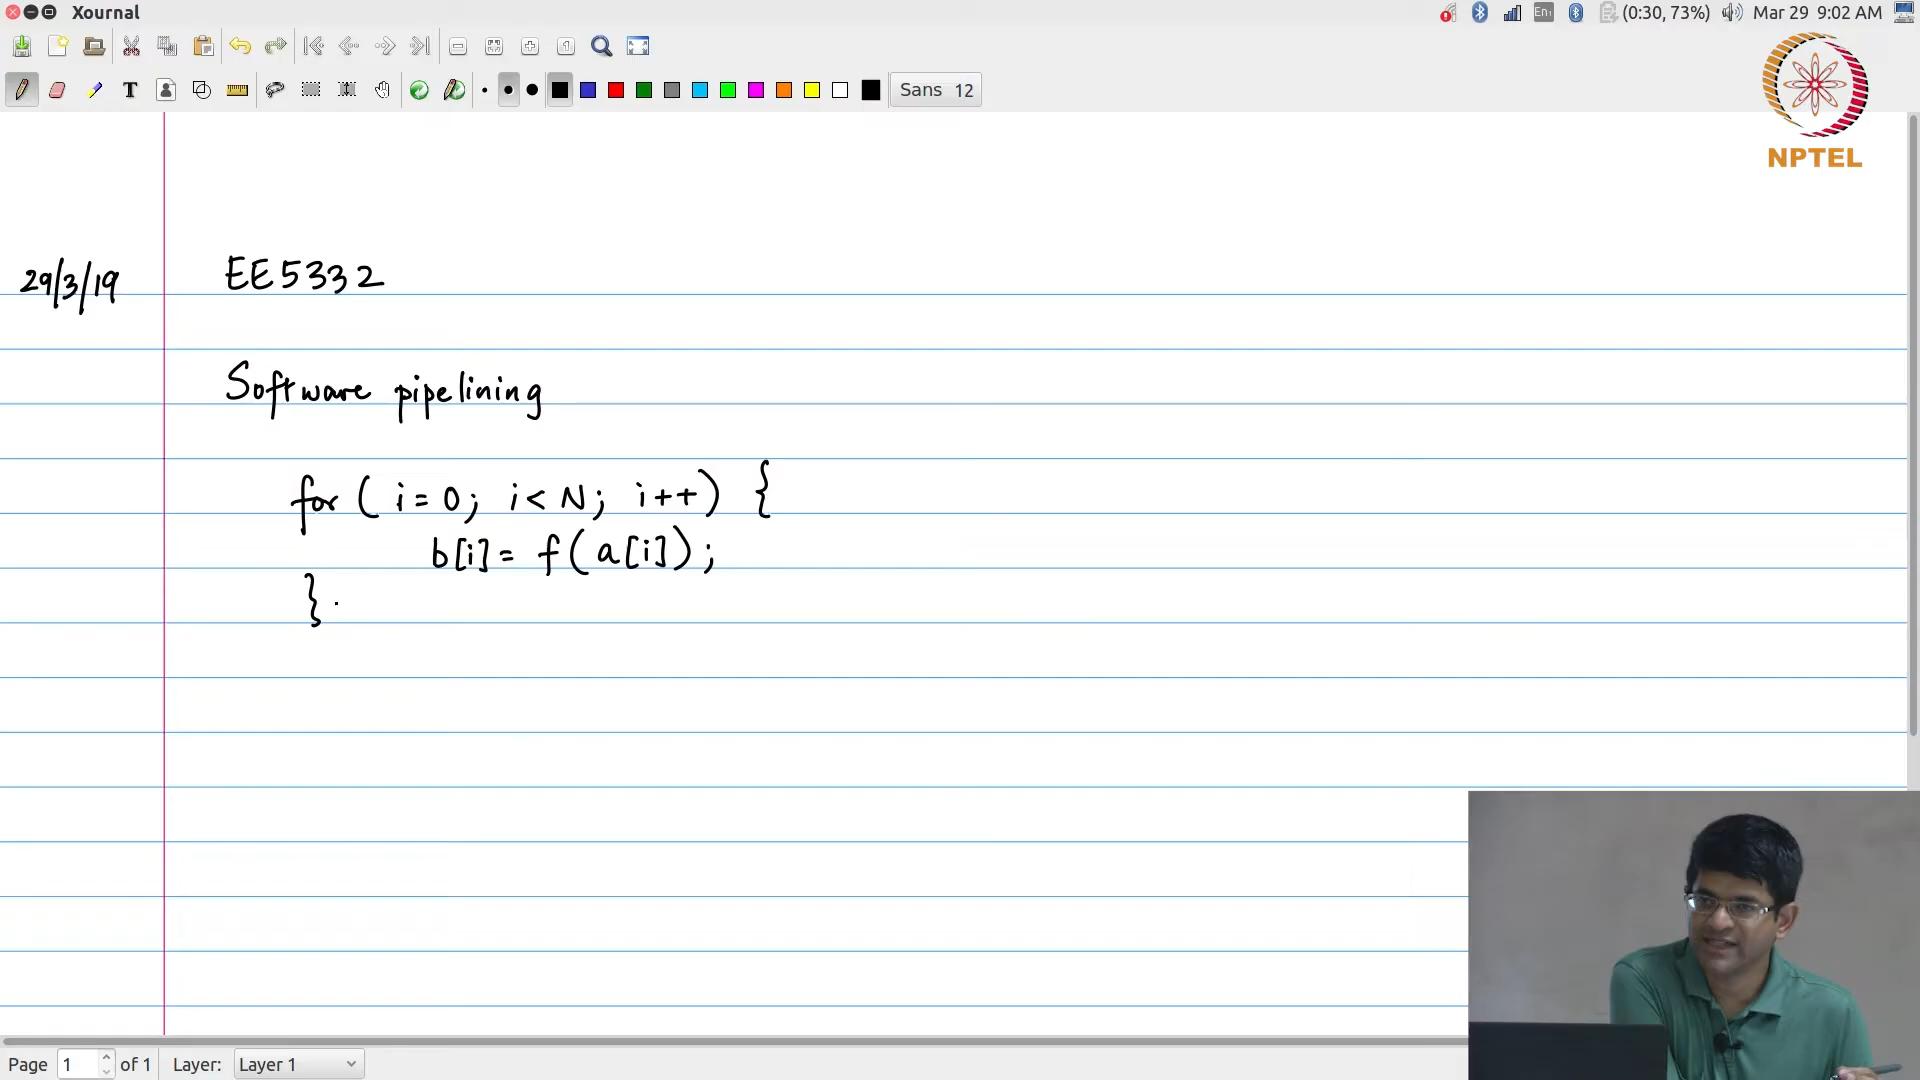 Xournal
En1 (0:30, 73%) Mar 29 9:02 AM
Sans 12
NPTEL
29/3/19 EE5332
Software pipelining
for ( i = 0; i < N; i++) {
b[i] = f( a[i]);
}
Page 1 of 1 Layer: Layer 1